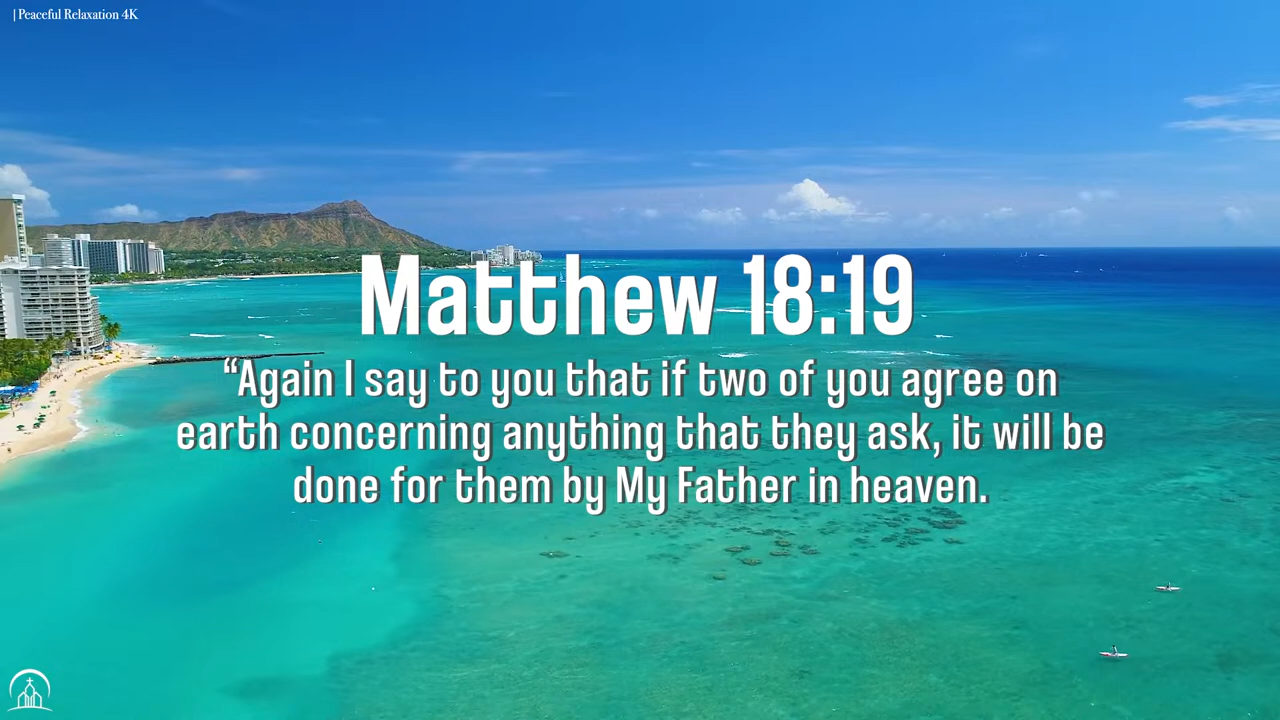 | Peaceful Relaxation 4K
Matthew 18:19
“Again I say to you that if two of you agree on
earth concerning anything that they ask, it will be
done for them by My Father in heaven.